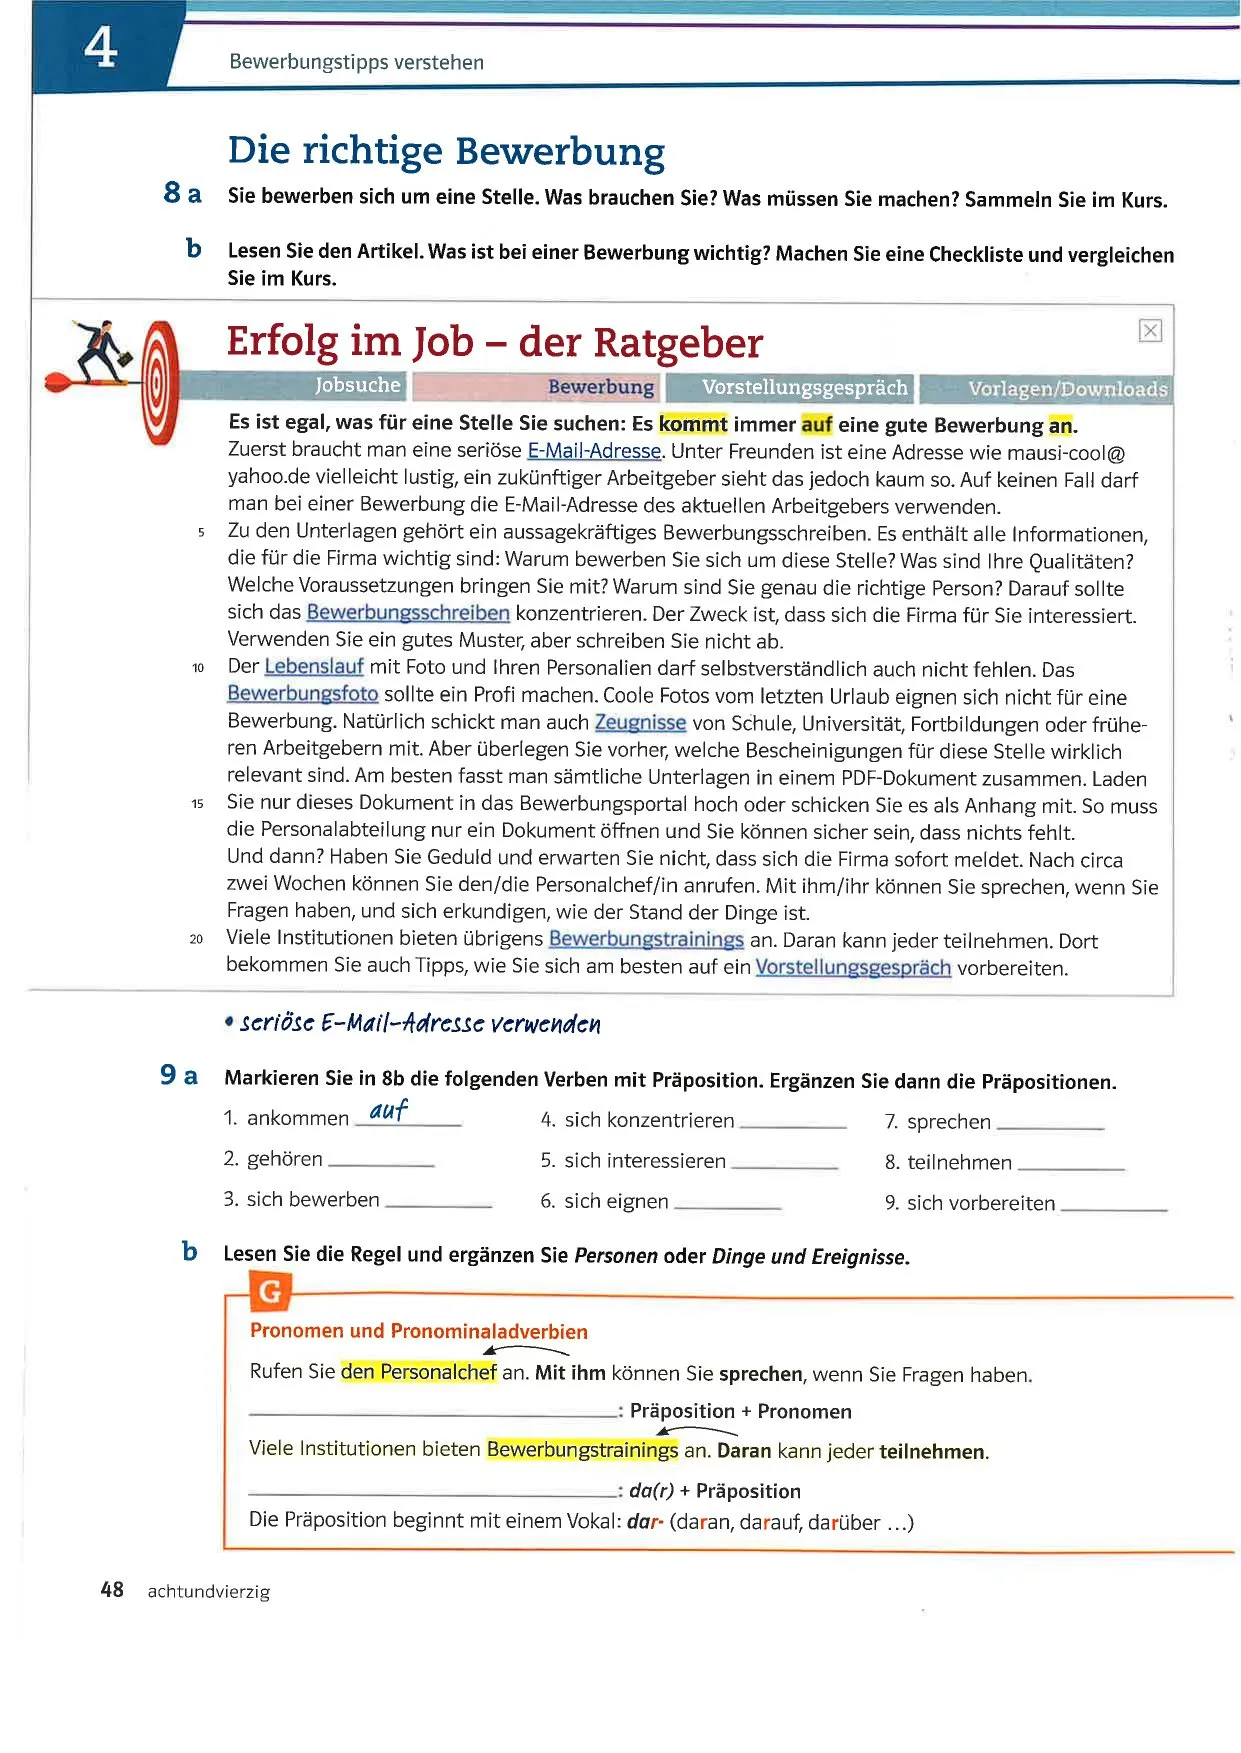 4
Bewerbungstipps verstehen
Die richtige Bewerbung
8 a Sie bewerben sich um eine Stelle. Was brauchen Sie? Was müssen Sie machen? Sammeln Sie im Kurs.
b Lesen Sie den Artikel. Was ist bei einer Bewerbung wichtig? Machen Sie eine Checkliste und vergleichen
Sie im Kurs.
Erfolg im Job – der Ratgeber
Jobsuche Bewerbung Vorstellungsgespräch Vorlagen/Downloads
Es ist egal, was für eine Stelle Sie suchen: Es kommt immer auf eine gute Bewerbung an.
Zuerst braucht man eine seriöse E-Mail-Adresse. Unter Freunden ist eine Adresse wie mausi-cool@
yahoo.de vielleicht lustig, ein zukünftiger Arbeitgeber sieht das jedoch kaum so. Auf keinen Fall darf
man bei einer Bewerbung die E-Mail-Adresse des aktuellen Arbeitgebers verwenden.
5 Zu den Unterlagen gehört ein aussagekräftiges Bewerbungsschreiben. Es enthält alle Informationen,
die für die Firma wichtig sind: Warum bewerben Sie sich um diese Stelle? Was sind Ihre Qualitäten?
Welche Voraussetzungen bringen Sie mit? Warum sind Sie genau die richtige Person? Darauf sollte
sich das Bewerbungsschreiben konzentrieren. Der Zweck ist, dass sich die Firma für Sie interessiert.
Verwenden Sie ein gutes Muster, aber schreiben Sie nicht ab.
10 Der Lebenslauf mit Foto und Ihren Personalien darf selbstverständlich auch nicht fehlen. Das
Bewerbungsfoto sollte ein Profi machen. Coole Fotos vom letzten Urlaub eignen sich nicht für eine
Bewerbung. Natürlich schickt man auch Zeugnisse von Schule, Universität, Fortbildungen oder frühe-
ren Arbeitgebern mit. Aber überlegen Sie vorher, welche Bescheinigungen für diese Stelle wirklich
relevant sind. Am besten fasst man sämtliche Unterlagen in einem PDF-Dokument zusammen. Laden
15 Sie nur dieses Dokument in das Bewerbungsportal hoch oder schicken Sie es als Anhang mit. So muss
die Personalabteilung nur ein Dokument öffnen und Sie können sicher sein, dass nichts fehlt.
Und dann? Haben Sie Geduld und erwarten Sie nicht, dass sich die Firma sofort meldet. Nach circa
zwei Wochen können Sie den/die Personalchef/in anrufen. Mit ihm/ihr können Sie sprechen, wenn Sie
Fragen haben, und sich erkundigen, wie der Stand der Dinge ist.
20 Viele Institutionen bieten übrigens Bewerbungstrainings an. Daran kann jeder teilnehmen. Dort
bekommen Sie auch Tipps, wie Sie sich am besten auf ein Vorstellungsgespräch vorbereiten.
• seriöse E-Mail-Adresse verwenden
9 a Markieren Sie in 8b die folgenden Verben mit Präposition. Ergänzen Sie dann die Präpositionen.
1. ankommen auf 4. sich konzentrieren 7. sprechen
2. gehören 5. sich interessieren 8. teilnehmen
3. sich bewerben 6. sich eignen 9. sich vorbereiten
b Lesen Sie die Regel und ergänzen Sie Personen oder Dinge und Ereignisse.
G
Pronomen und Pronominaladverbien
Rufen Sie den Personalchef an. Mit ihm können Sie sprechen, wenn Sie Fragen haben.
: Präposition + Pronomen
Viele Institutionen bieten Bewerbungstrainings an. Daran kann jeder teilnehmen.
: da(r) + Präposition
Die Präposition beginnt mit einem Vokal: dar- (daran, darauf, darüber ...)
48 achtundvierzig